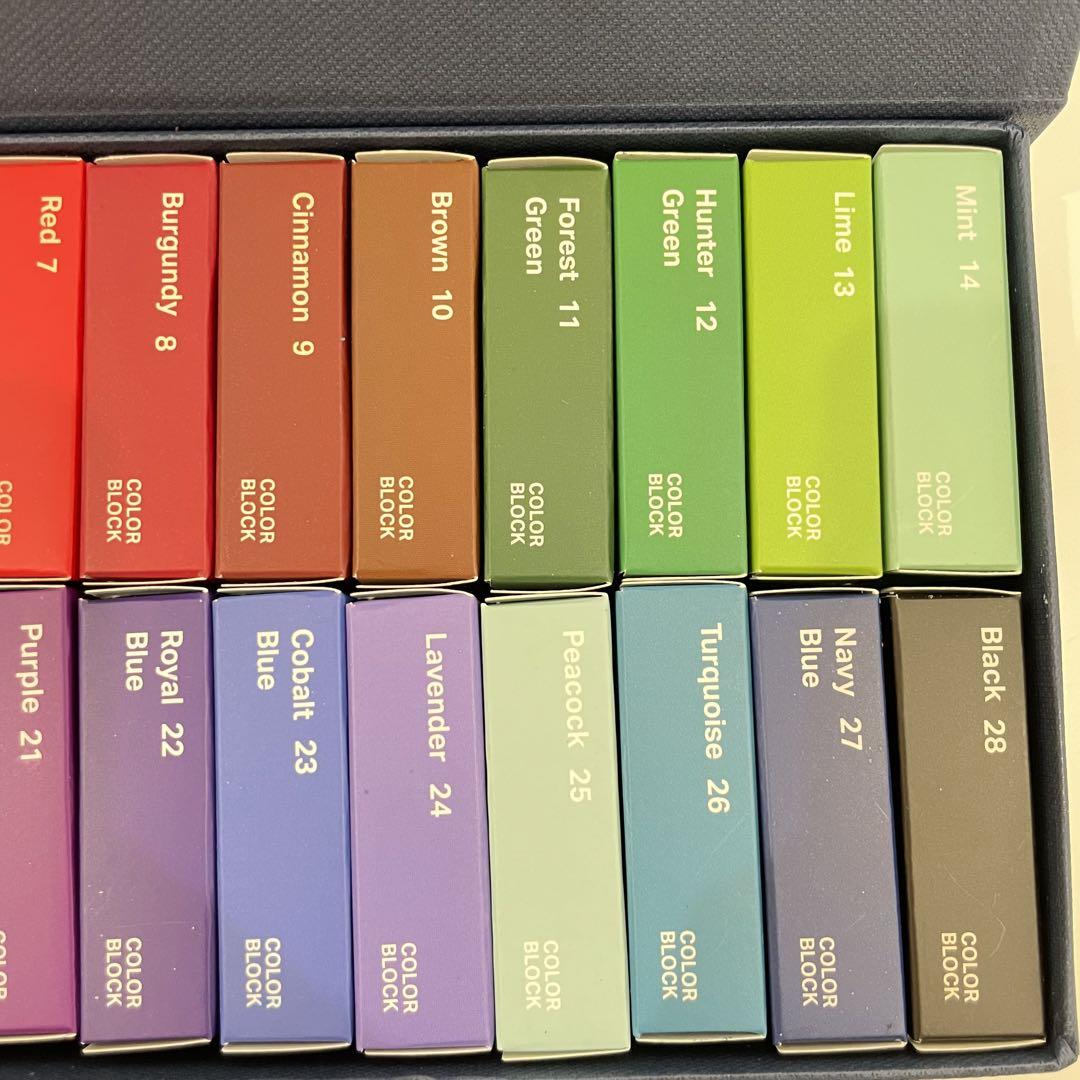 Red 7
COLOR
Burgundy 8
COLOR
BLOCK
Cinnamon 9
COLOR
BLOCK
Brown 10
COLOR
BLOCK
Forest 11
Green
COLOR
BLOCK
Hunter 12
Green
COLOR
BLOCK
Lime 13
COLOR
BLOCK
Mint 14
COLOR
BLOCK
Purple 21
COLOR
Royal 22
Blue
COLOR
BLOCK
Cobalt 23
Blue
COLOR
BLOCK
Lavender 24
COLOR
BLOCK
Peacock 25
COLOR
BLOCK
Turquoise 26
COLOR
BLOCK
Navy 27
Blue
COLOR
BLOCK
Black 28
COLOR
BLOCK